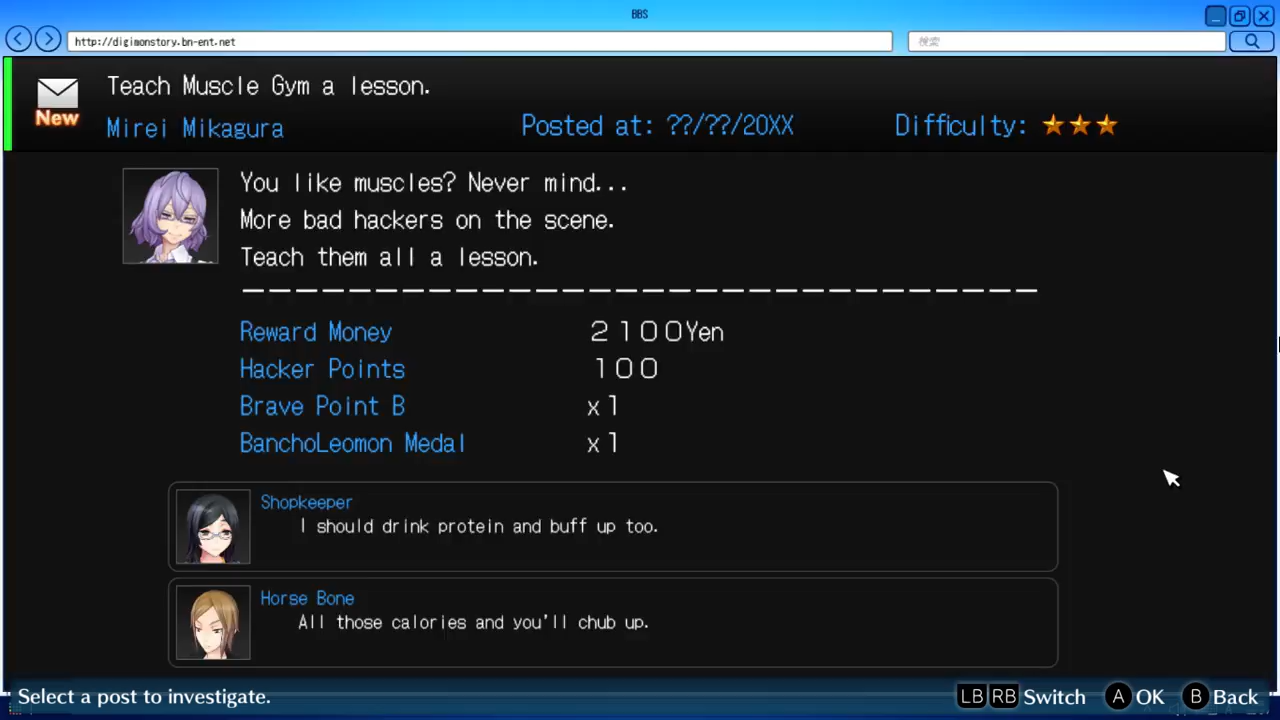 BBS
http://digimonstory.bn-ent.net
検索
Teach Muscle Gym a lesson.
New
Mirei Mikagura
Posted at: ??/??/20XX
Difficulty: ★★★
You like muscles? Never mind...
More bad hackers on the scene.
Teach them all a lesson.
Reward Money 2100Yen
Hacker Points 100
Brave Point B x1
BanchoLeomon Medal x1
Shopkeeper
I should drink protein and buff up too.
Horse Bone
All those calories and you'll chub up.
Select a post to investigate.
LB RB Switch A OK B Back